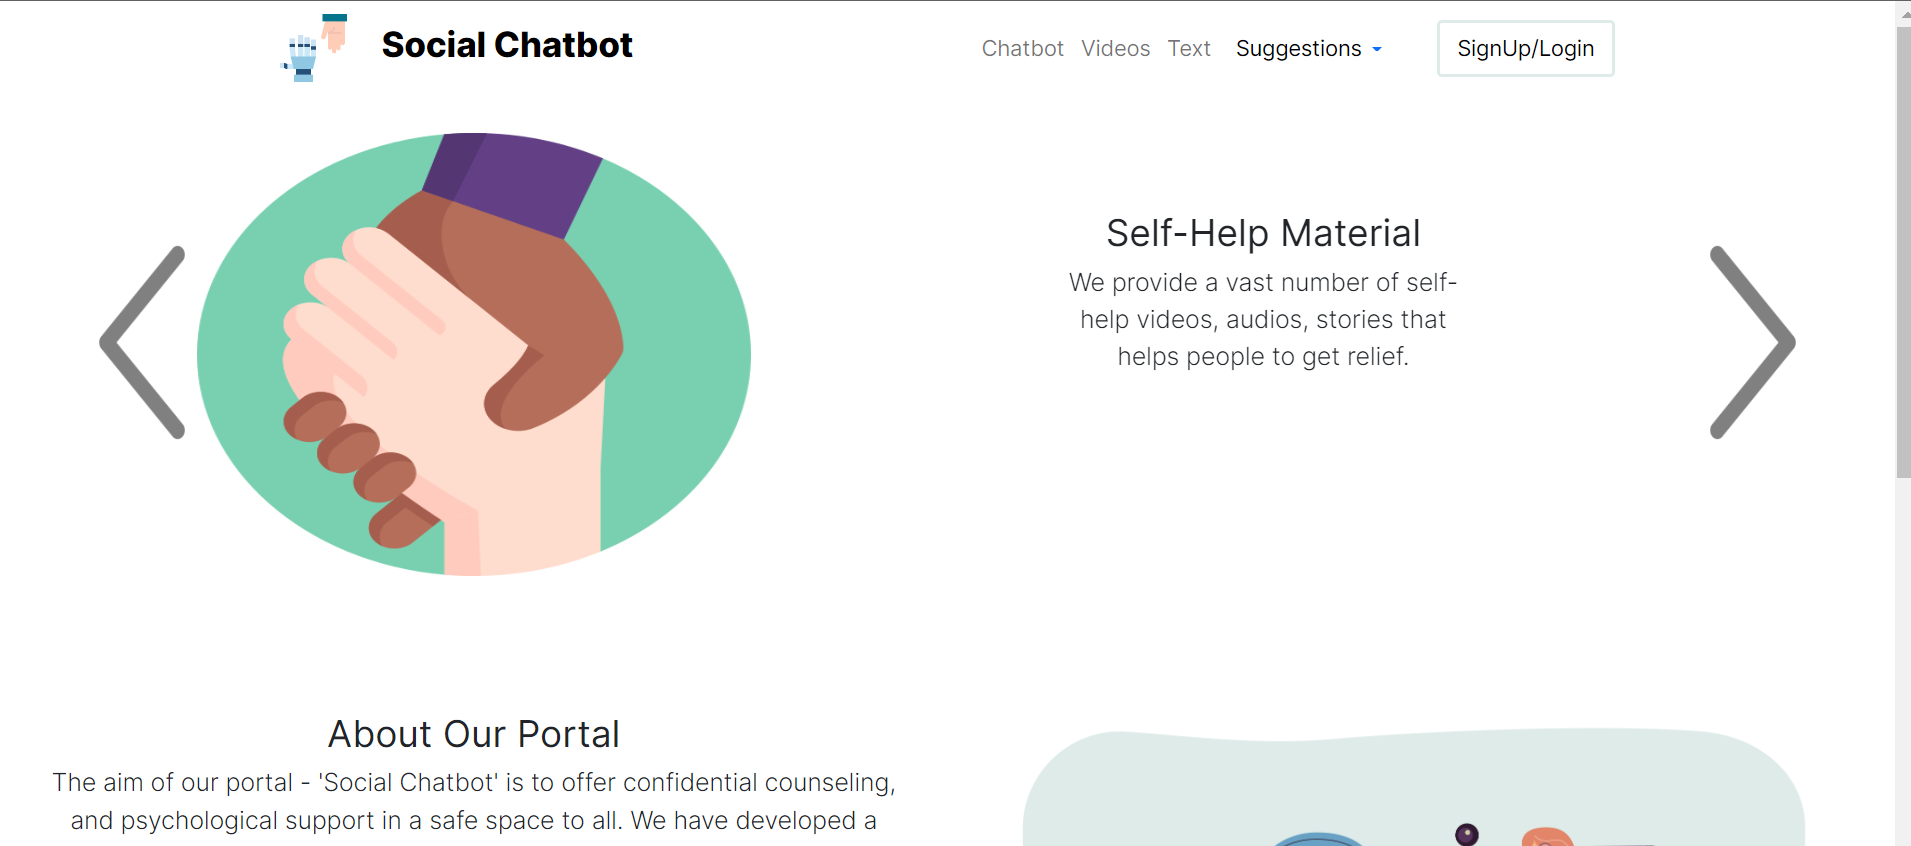 Social Chatbot
Chatbot Videos Text Suggestions SignUp/Login
Self-Help Material
We provide a vast number of self-
help videos, audios, stories that
helps people to get relief.
About Our Portal
The aim of our portal - 'Social Chatbot' is to offer confidential counseling,
and psychological support in a safe space to all. We have developed a